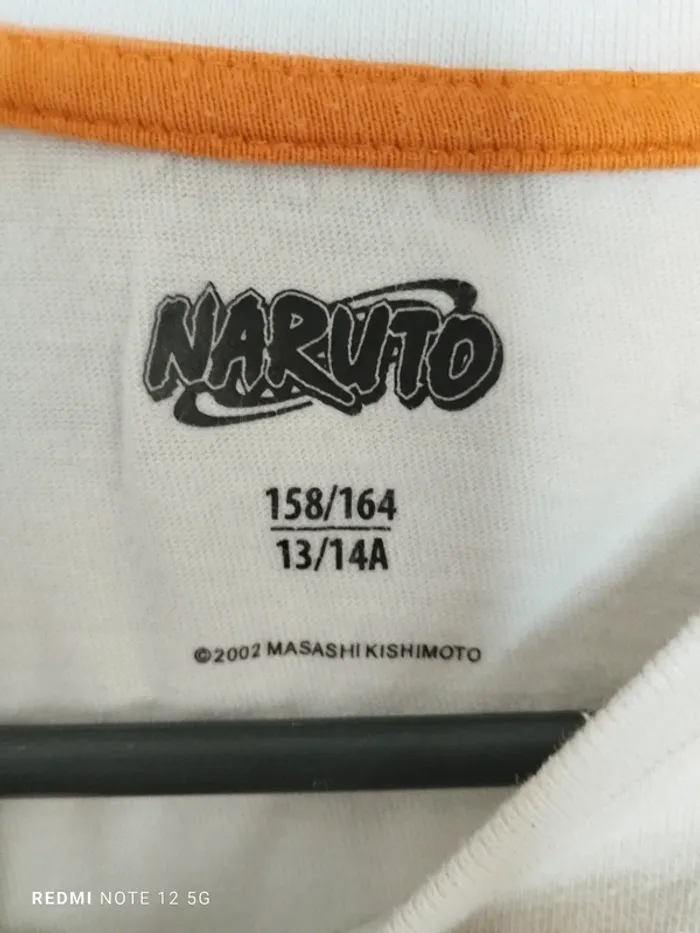 NARUTO
158/164
13/14A
©2002 MASASHI KISHIMOTO
REDMI NOTE 12 5G